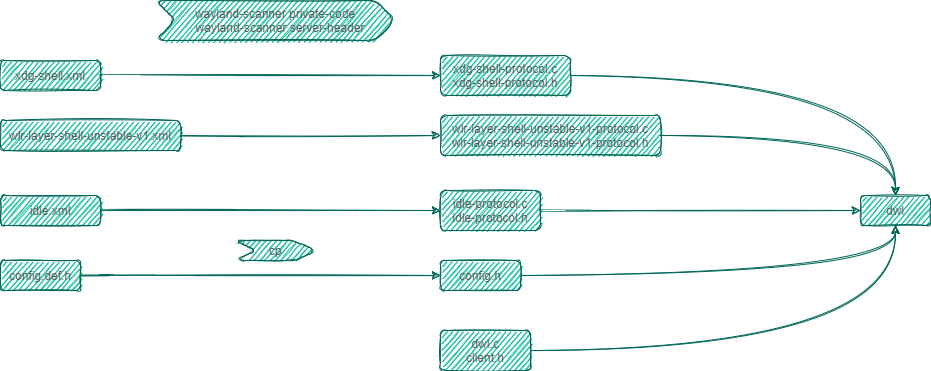 wayland-scanner private-code
wayland-scanner server-header
xdg-shell.xml
xdg-shell-protocol.c
xdg-shell-protocol.h
wlr-layer-shell-unstable-v1.xml
wlr-layer-shell-unstable-v1-protocol.c
wlr-layer-shell-unstable-v1-protocol.h
idle.xml
idle-protocol.c
idle-protocol.h
dwl
cp
config.def.h
config.h
dwl.c
client.h